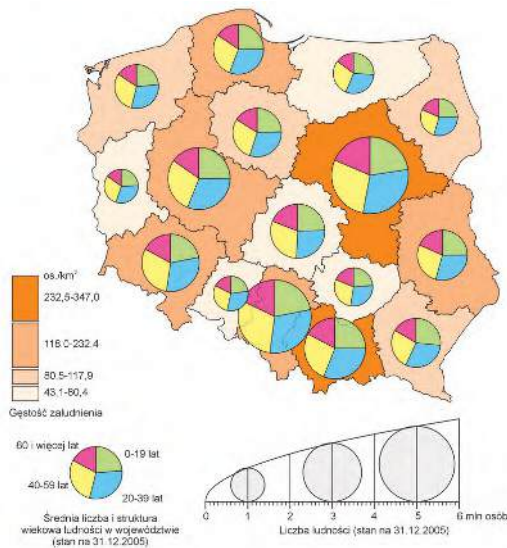 os./km²
232,5-347,0
118,0-232,4
80,5-117,9
43,1-80,4
Gęstość zaludnienia
60 i więcej lat
0-19 lat
40-59 lat
20-39 lat
Średnia liczba i struktura
wiekowa ludności w województwie
(stan na 31.12.2005)
0 1 2 3 4 5 6 mln osób
Liczba ludności (stan na 31.12.2005)